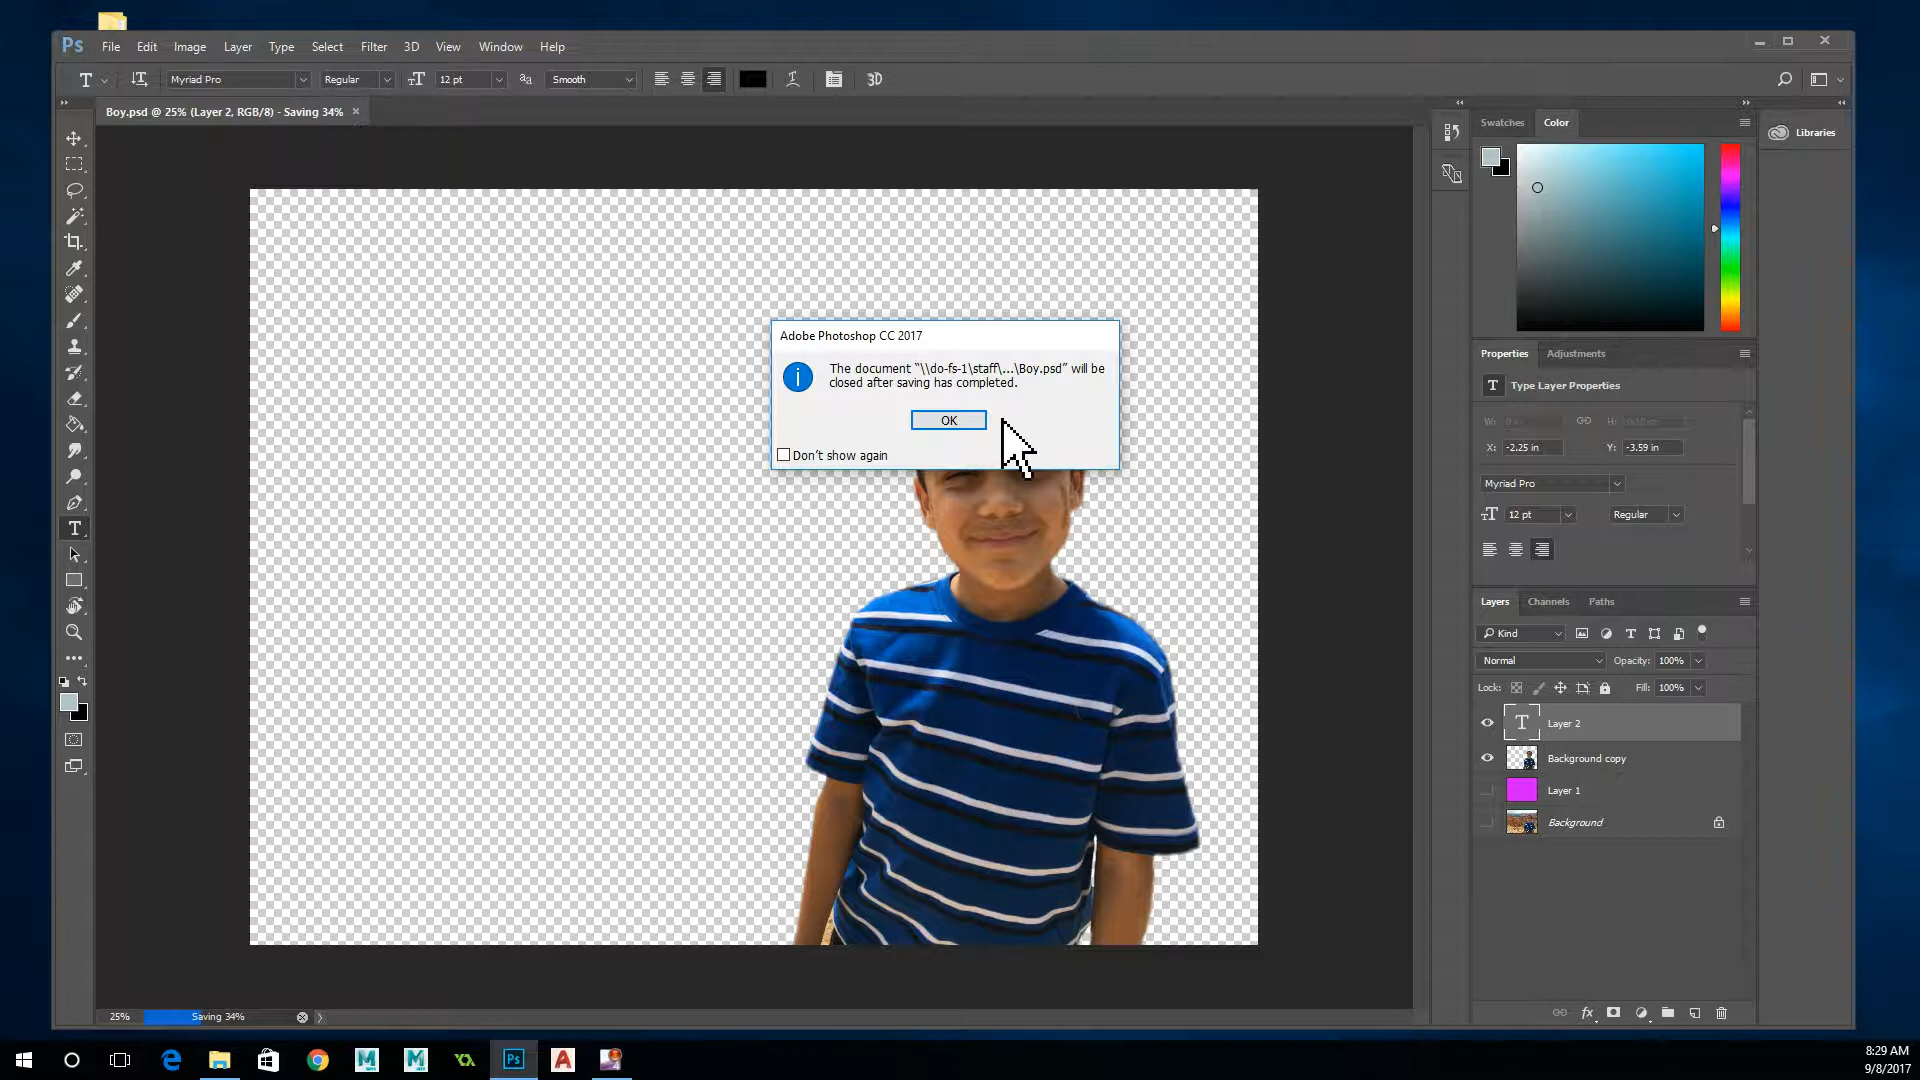 Ps File Edit Image Layer Type Select Filter 3D View Window Help
T Myriad Pro Regular 12 pt aa Smooth 3D
Boy.psd @ 25% (Layer 2, RGB/8) - Saving 34%
Swatches Color
Libraries
Adobe Photoshop CC 2017
The document "\\do-fs-1\staff\...\Boy.psd" will be
closed after saving has completed.
OK
Don't show again
Properties Adjustments
T Type Layer Properties
W: H:
X: -2.25 in Y: -3.59 in
Myriad Pro
12 pt Regular
Layers Channels Paths
Kind
Normal Opacity: 100%
Lock: Fill: 100%
T Layer 2
Background copy
Layer 1
Background
fx
25% Saving 34%
Ps
8:29 AM
9/8/2017